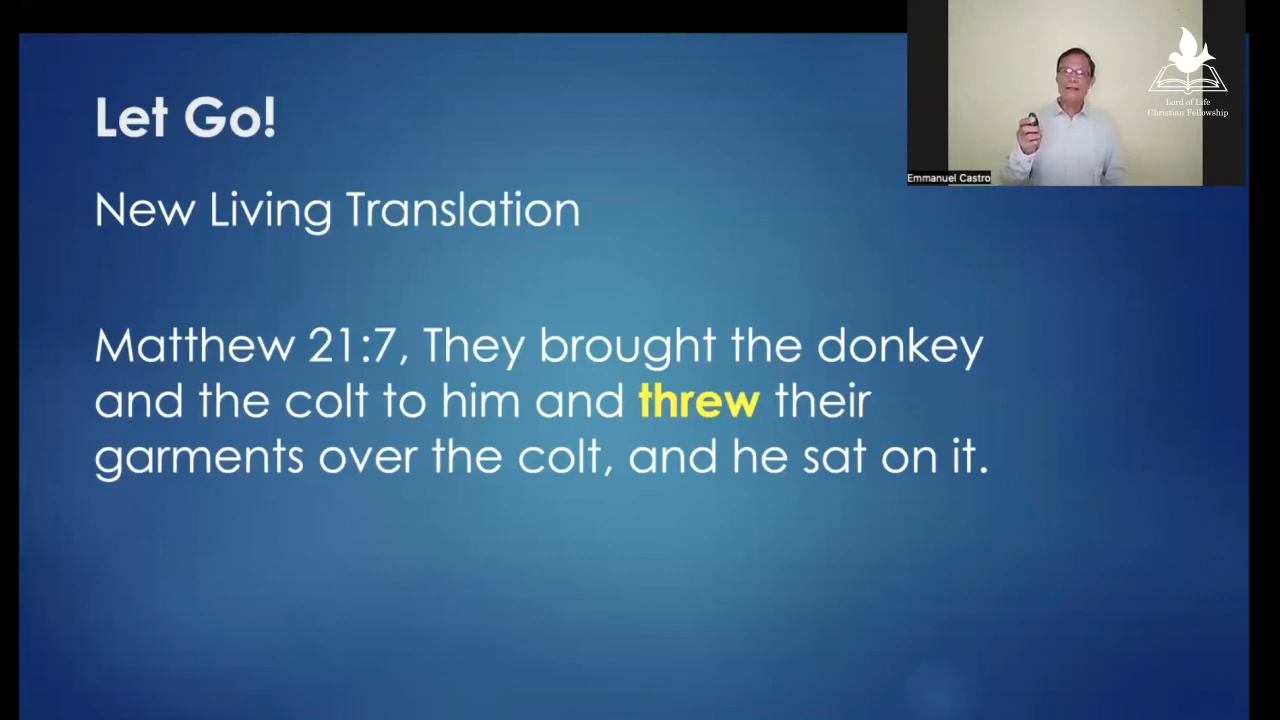 Let Go!
New Living Translation
Matthew 21:7, They brought the donkey
and the colt to him and threw their
garments over the colt, and he sat on it.
Lord of Life
Christian Fellowship
Emmanuel Castro